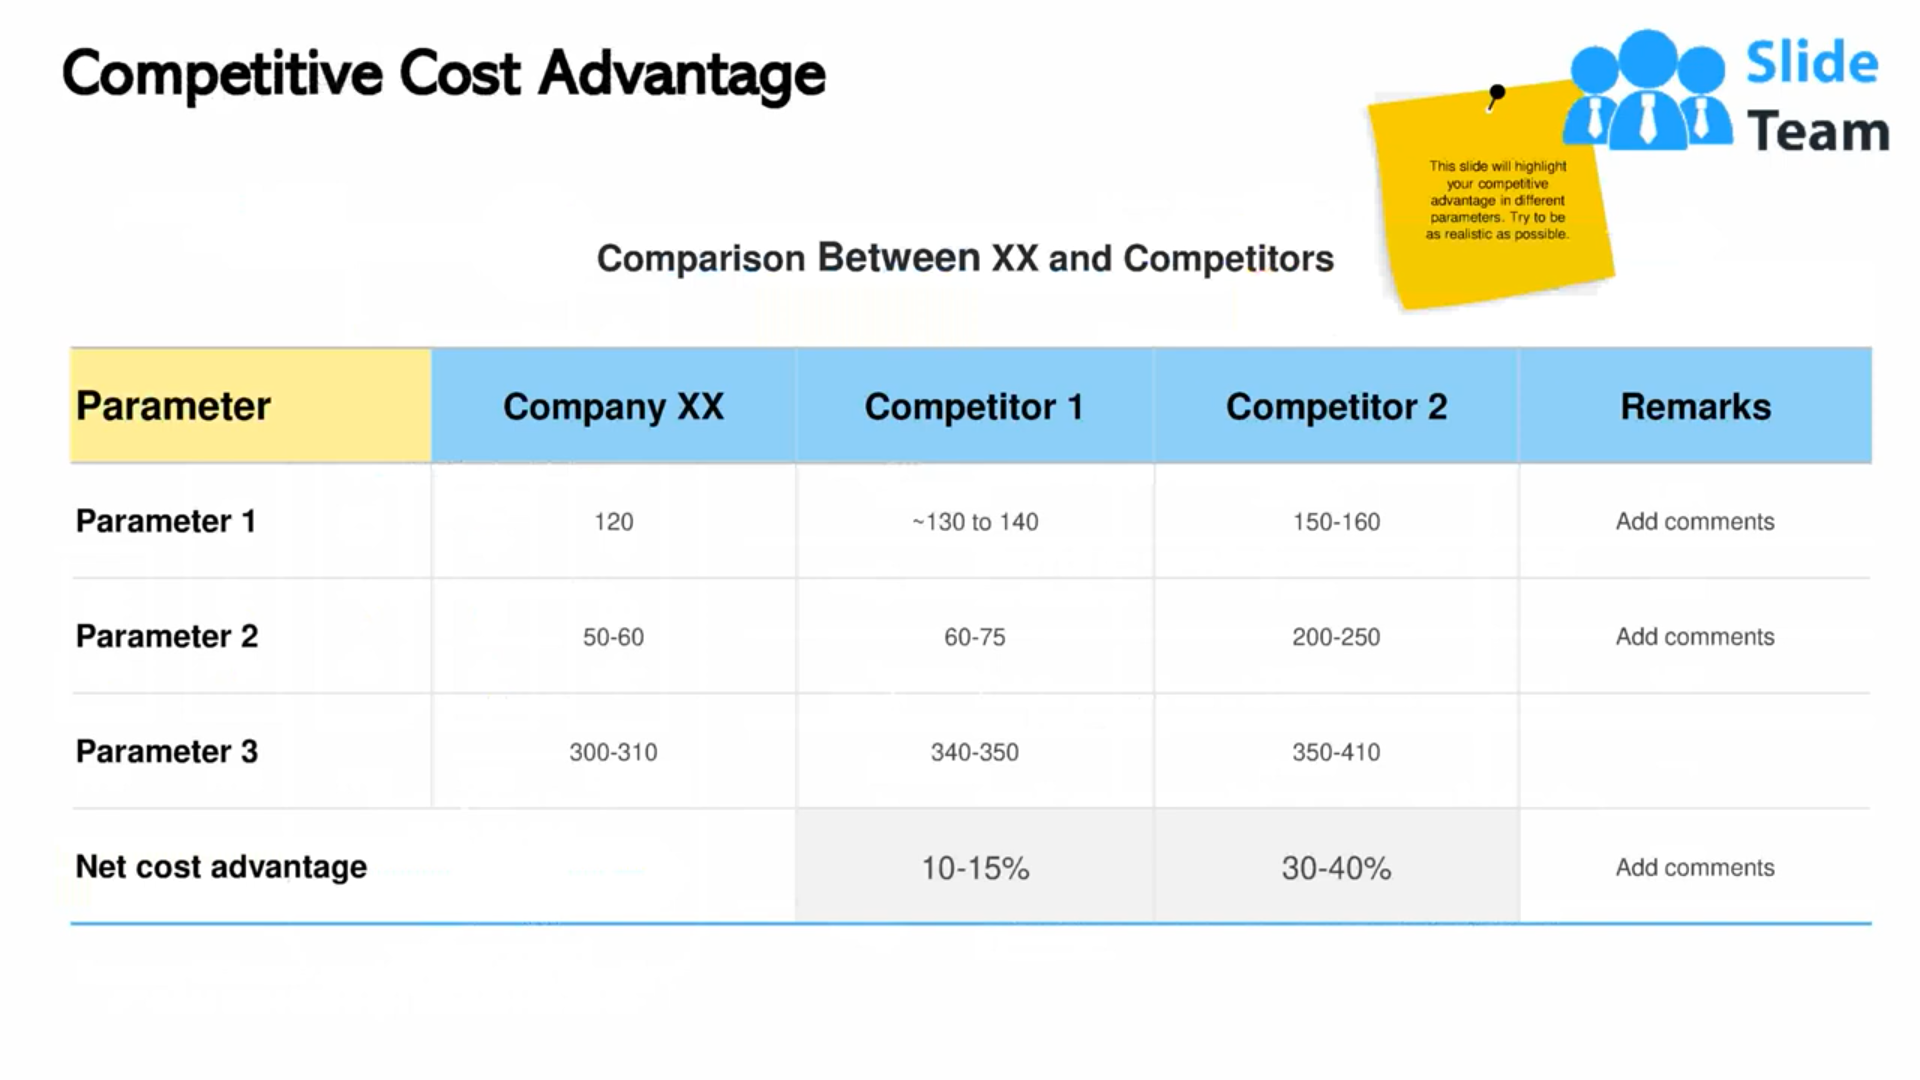 Competitive Cost Advantage
Slide
Team
This slide will highlight
your competitive
advantage in different
parameters. Try to be
as realistic as possible.
Comparison Between XX and Competitors
Parameter Company XX Competitor 1 Competitor 2 Remarks
Parameter 1 120 ~130 to 140 150-160 Add comments
Parameter 2 50-60 60-75 200-250 Add comments
Parameter 3 300-310 340-350 350-410
Net cost advantage 10-15% 30-40% Add comments